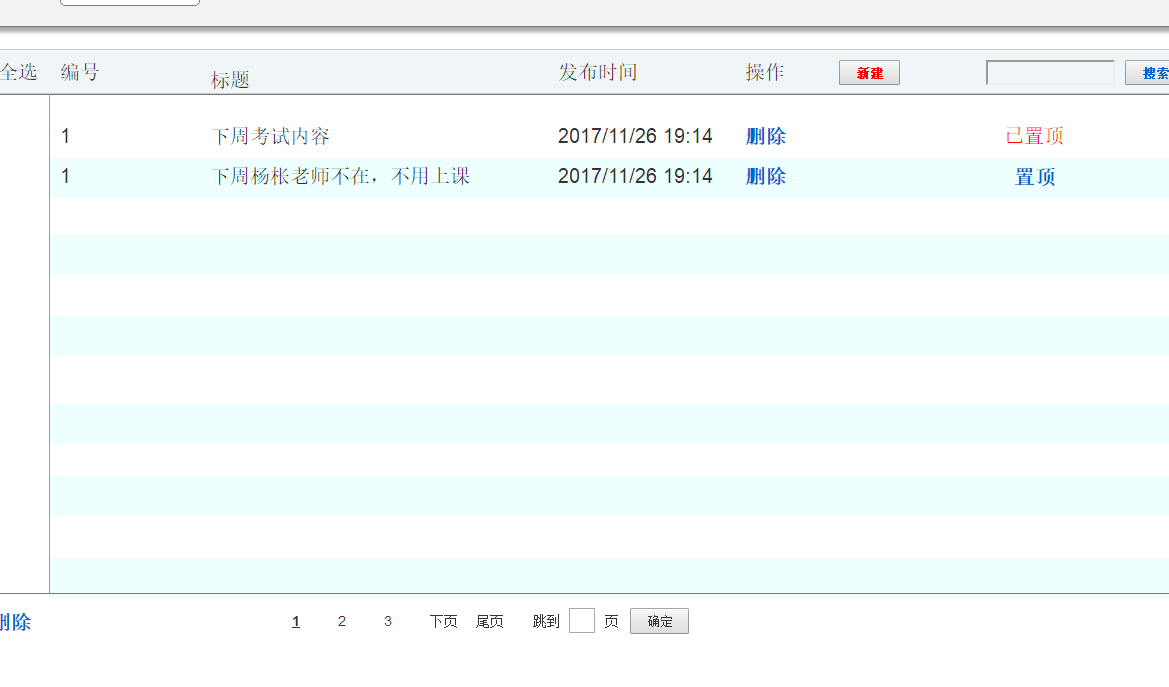 全选 编号 标题 发布时间 操作 新建 搜索
1 下周考试内容 2017/11/26 19:14 删除 已置顶
1 下周杨枨老师不在，不用上课 2017/11/26 19:14 删除 置顶
删除 1 2 3 下页 尾页 跳到 页 确定